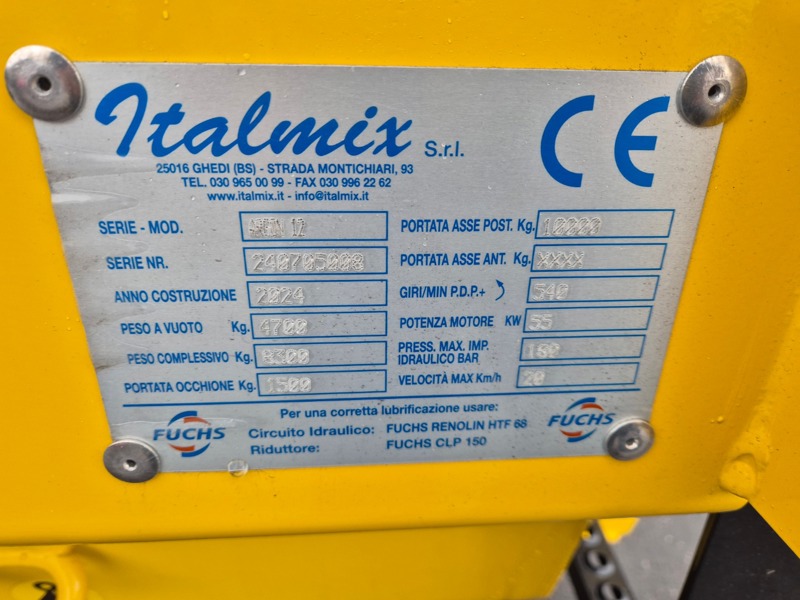 Italmix S.r.l.
CE
25016 GHEDI (BS) - STRADA MONTICHIARI, 93
TEL. 030 965 00 99 - FAX 030 996 22 62
www.italmix.it - info@italmix.it
SERIE - MOD. 12
SERIE NR. 240705008
ANNO COSTRUZIONE 2024
PESO A VUOTO Kg. 4700
PESO COMPLESSIVO Kg. 8300
PORTATA OCCHIONE Kg. 1500
PORTATA ASSE POST. Kg. 10000
PORTATA ASSE ANT. Kg. XXXX
GIRI/MIN P.D.P.+ 540
POTENZA MOTORE KW 55
PRESS. MAX. IMP.
IDRAULICO BAR 180
VELOCITÀ MAX Km/h 20
Per una corretta lubrificazione usare:
FUCHS
Circuito Idraulico: FUCHS RENOLIN HTF 68
Riduttore: FUCHS CLP 150
FUCHS